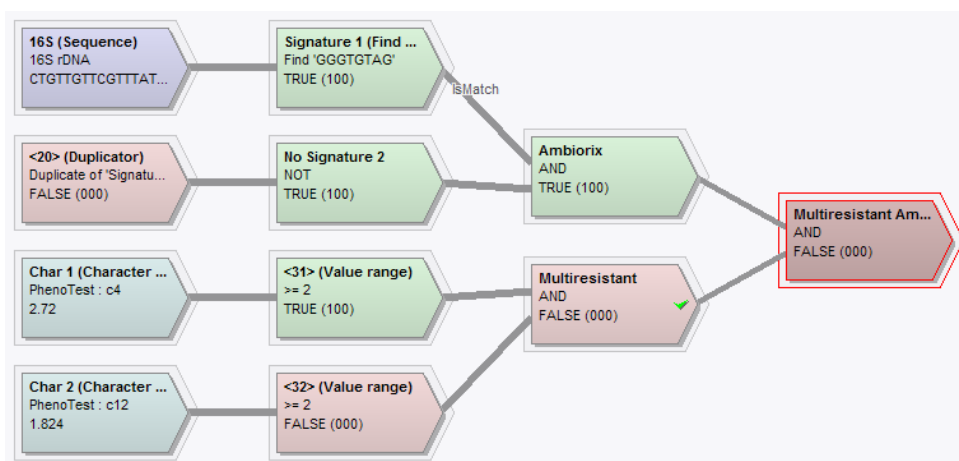 16S (Sequence)
16S rDNA
CTGTTGTTCGTTTAT...
Signature 1 (Find ...
Find 'GGGTGTAG'
TRUE (100)
IsMatch
<20> (Duplicator)
Duplicate of 'Signatu...
FALSE (000)
No Signature 2
NOT
TRUE (100)
Ambiorix
AND
TRUE (100)
Multiresistant Am...
AND
FALSE (000)
Char 1 (Character ...
PhenoTest : c4
2.72
<31> (Value range)
>= 2
TRUE (100)
Multiresistant
AND
FALSE (000)
Char 2 (Character ...
PhenoTest : c12
1.824
<32> (Value range)
>= 2
FALSE (000)